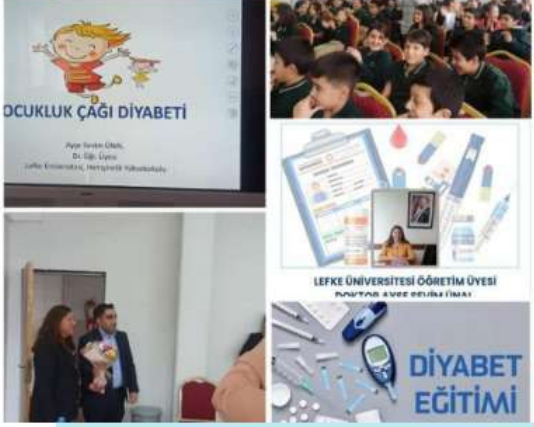 OCUKLUK ÇAĞI DİYABETİ
Ayşe Sevim ÜNAL
Dr. Öğr. Üyesi
Lefke Üniversitesi, Hemşirelik Yüksekokulu
LEFKE ÜNİVERSİTESİ ÖĞRETİM ÜYESİ
DOKTOR AYŞE SEVİM ÜNAL
DİYABET
EĞİTİMİ